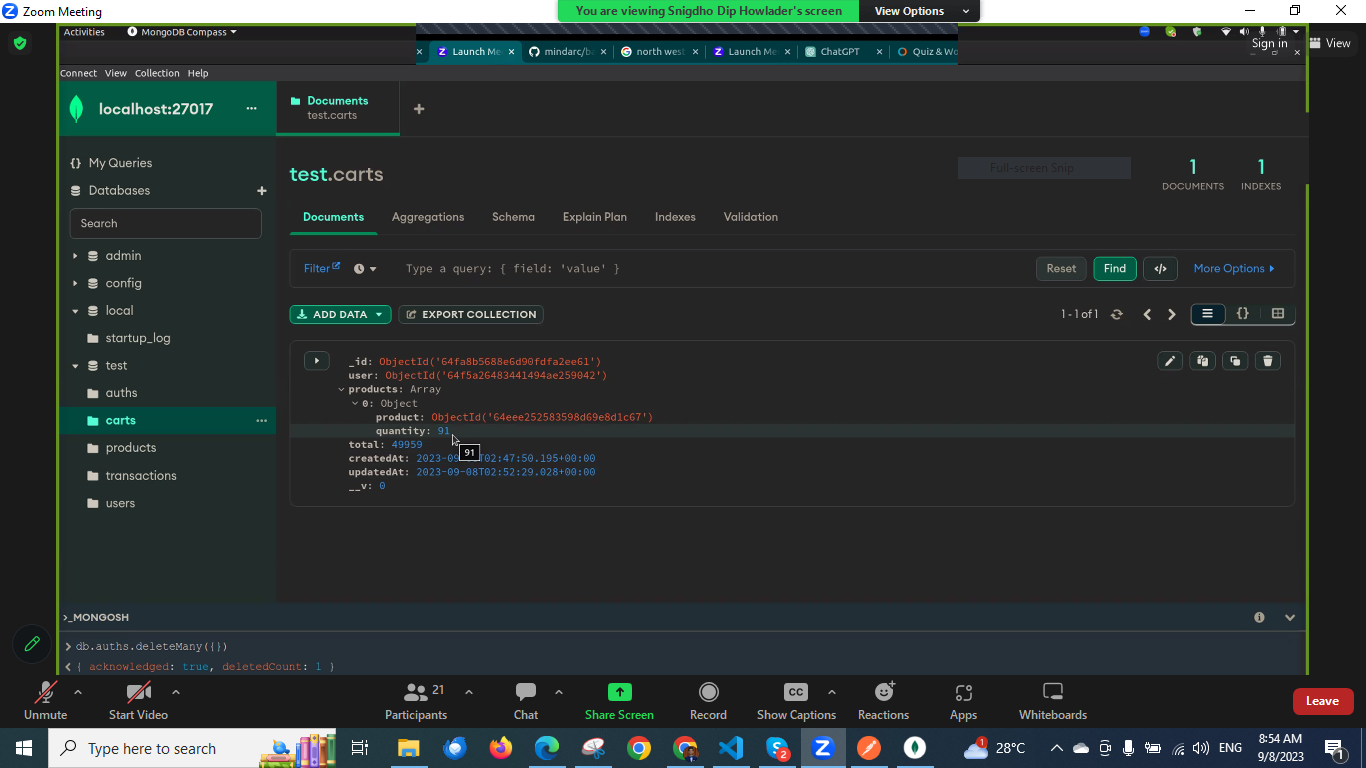 Zoom Meeting
You are viewing Snigdho Dip Howlader's screen
View Options
Activities
MongoDB Compass
Launch Me
mindarc/b
north west
Launch Me
ChatGPT
Quiz & Wo
Sign in
View
Connect View Collection Help
localhost:27017
Documents
test.carts
My Queries
Databases
Search
admin
config
local
startup_log
test
auths
carts
products
transactions
users
test.carts
Full-screen Snip
1
DOCUMENTS
1
INDEXES
Documents
Aggregations
Schema
Explain Plan
Indexes
Validation
Filter
Type a query: { field: 'value' }
Reset
Find
</>
More Options
ADD DATA
EXPORT COLLECTION
1 - 1 of 1
{}
_id: ObjectId('64fa8b5688e6d90fdfa2ee61')
user: ObjectId('64f5a26483441494ae259042')
products: Array
0: Object
product: ObjectId('64eee252583598d69e8d1c67')
quantity: 91
total: 49959
91
createdAt: 2023-09 T02:47:50.195+00:00
updatedAt: 2023-09-08T02:52:29.028+00:00
__v: 0
>_MONGOSH
> db.auths.deleteMany({})
< { acknowledged: true, deletedCount: 1 }
Unmute
Start Video
Participants
21
Chat
Share Screen
Record
CC
Show Captions
Reactions
Apps
Whiteboards
Leave
Type here to search
2
1
28°C
ENG
8:54 AM
9/8/2023
1